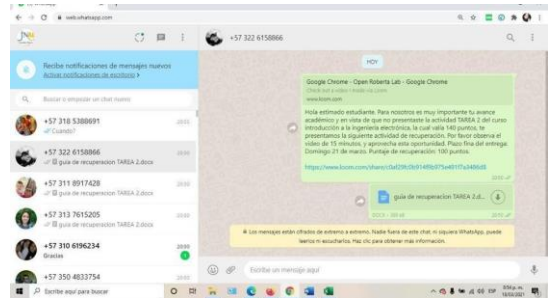 web.whatsapp.com
+57 322 6158866
HOY
Recibe notificaciones de mensajes nuevos
Activar notificaciones de escritorio >
Buscar o empezar un chat nuevo
+57 318 5388691
Cuando?
+57 322 6158866
guia de recuperacion TAREA 2.docx
+57 311 8917428
guia de recuperacion TAREA 2.docx
+57 313 7615205
guia de recuperacion TAREA 2.docx
+57 310 6196234
Gracias
+57 350 4833754
Google Chrome - Open Roberta Lab - Google Chrome
www.loom.com
Hola estimado estudiante. Para nosotros es muy importante tu avance
académico y en vista de que no presentaste la actividad TAREA 2 del curso
introducción a la ingeniería electrónica, la cual valía 140 puntos, te
presentamos la siguiente actividad de recuperación. Por favor observa el
video de 15 minutos, y aprovecha esta oportunidad. Plazo fina del entrega:
Domingo 21 de marzo. Puntaje de recuperación: 100 puntos.
guia de recuperacion TAREA 2.d...
Los mensajes están cifrados de extremo a extremo. Nadie fuera de este chat, ni siquiera WhatsApp, puede
leerlos ni escucharlos. Haz clic para obtener más información.
Escribe un mensaje aquí
Escribe aquí para buscar